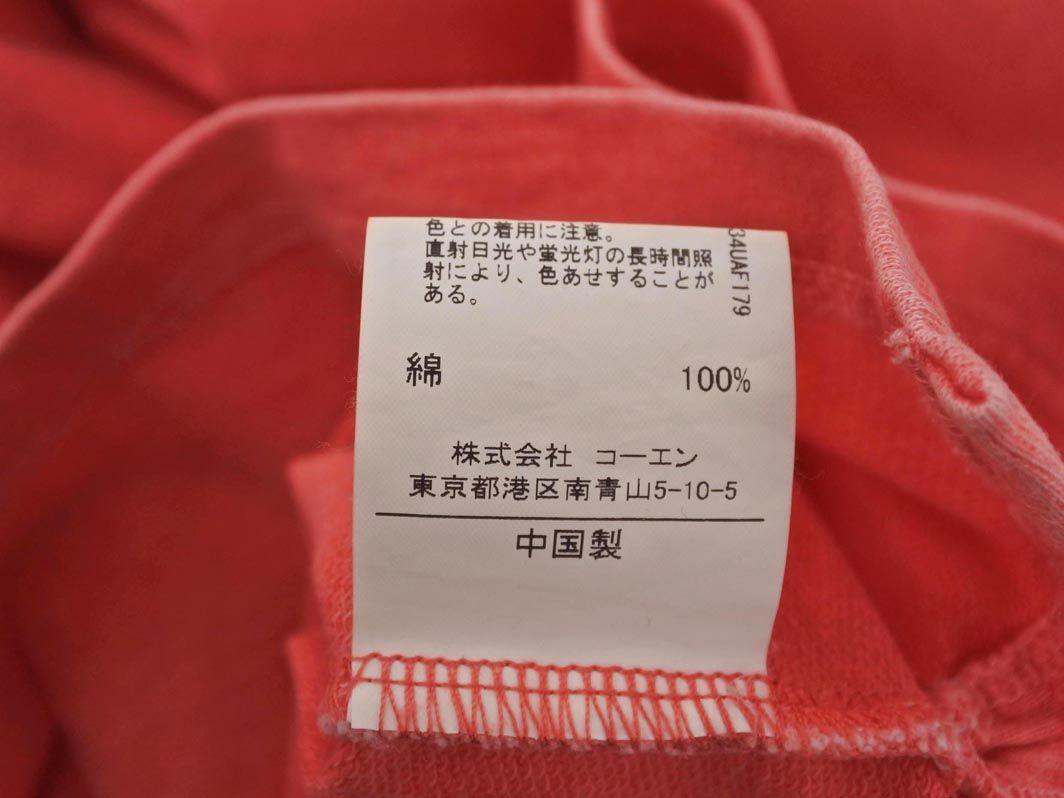 色との着用に注意。
直射日光や蛍光灯の長時間照
射により、色あせすることが
ある。
34UAF179
綿 100%
株式会社 コーエン
東京都港区南青山5-10-5
中国製